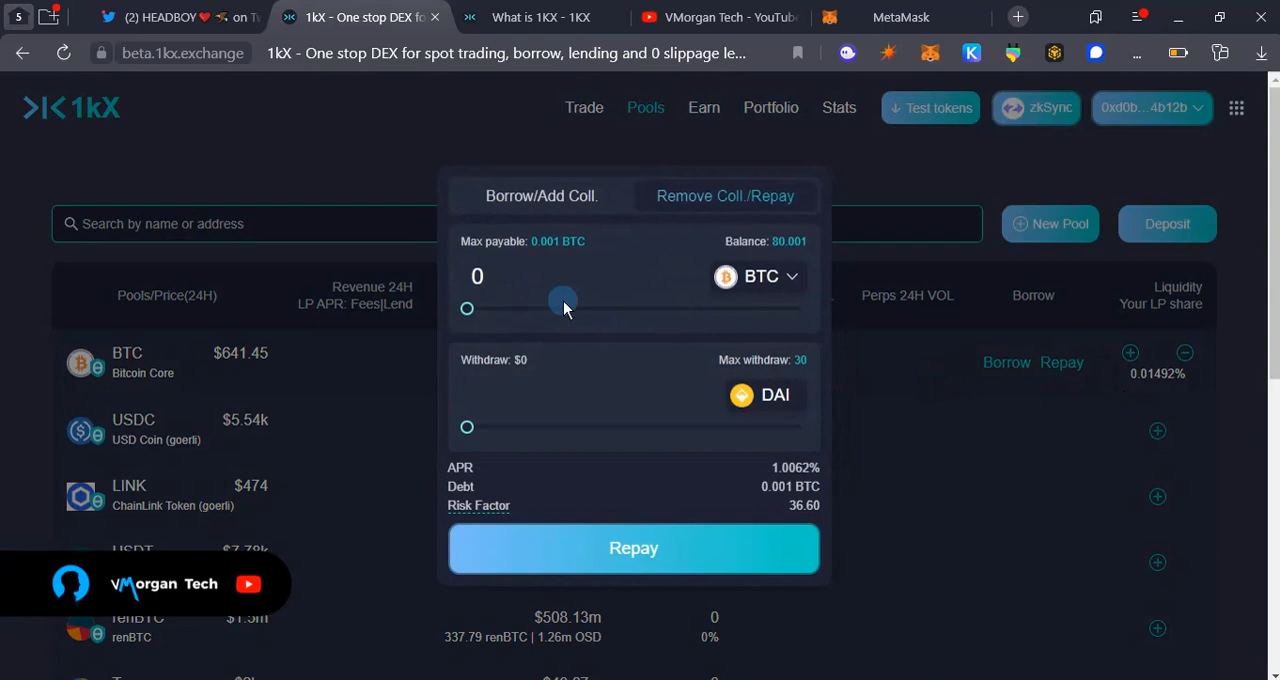 5
(2) HEADBOY❤️ on Tw
1kX - One stop DEX fo
What is 1KX - 1KX
VMorgan Tech - YouTub
MetaMask
beta.1kx.exchange
1kX - One stop DEX for spot trading, borrow, lending and 0 slippage le...
1kX
Trade
Pools
Earn
Portfolio
Stats
Test tokens
zkSync
0xd0b...4b12b
Borrow/Add Coll.
Remove Coll./Repay
Search by name or address
New Pool
Deposit
Max payable: 0.001 BTC
Balance: 80.001
0
BTC
Pools/Price(24H)
Revenue 24H
LP APR: Fees|Lend
Perps 24H VOL
Borrow
Liquidity
Your LP share
BTC
$641.45
Bitcoin Core
Borrow
Repay
0.01492%
Withdraw: $0
Max withdraw: 30
DAI
USDC
$5.54k
USD Coin (goerli)
APR
1.0062%
Debt
0.001 BTC
Risk Factor
36.60
LINK
$474
ChainLink Token (goerli)
Repay
USDT
$7.78k
VMorgan Tech
renBTC
$1.5m
renBTC
$508.13m
337.79 renBTC | 1.26m OSD
0
0%